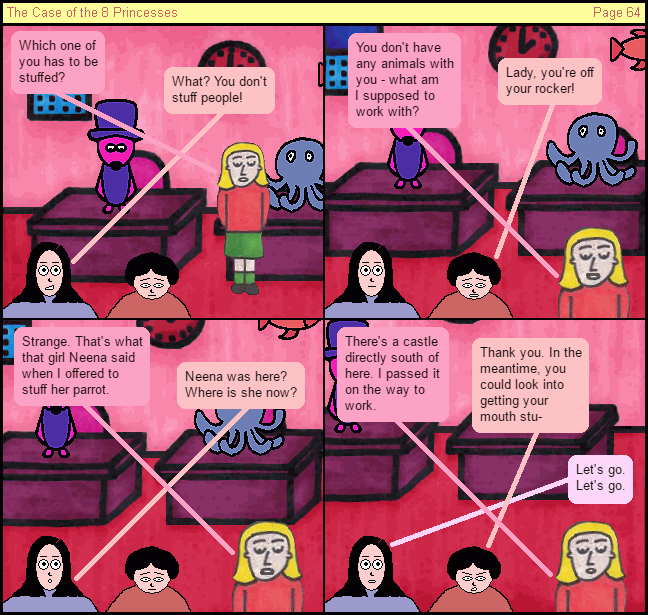 The Case of the 8 Princesses
Page 64
Which one of
you has to be
stuffed?
What? You don't
stuff people!
You don't have
any animals with
you - what am
I supposed to
work with?
Lady, you're off
your rocker!
Strange. That's what
that girl Neena said
when I offered to
stuff her parrot.
Neena was here?
Where is she now?
There's a castle
directly south of
here. I passed it
on the way to
work.
Thank you. In the
meantime, you
could look into
getting your
mouth stu-
Let's go.
Let's go.